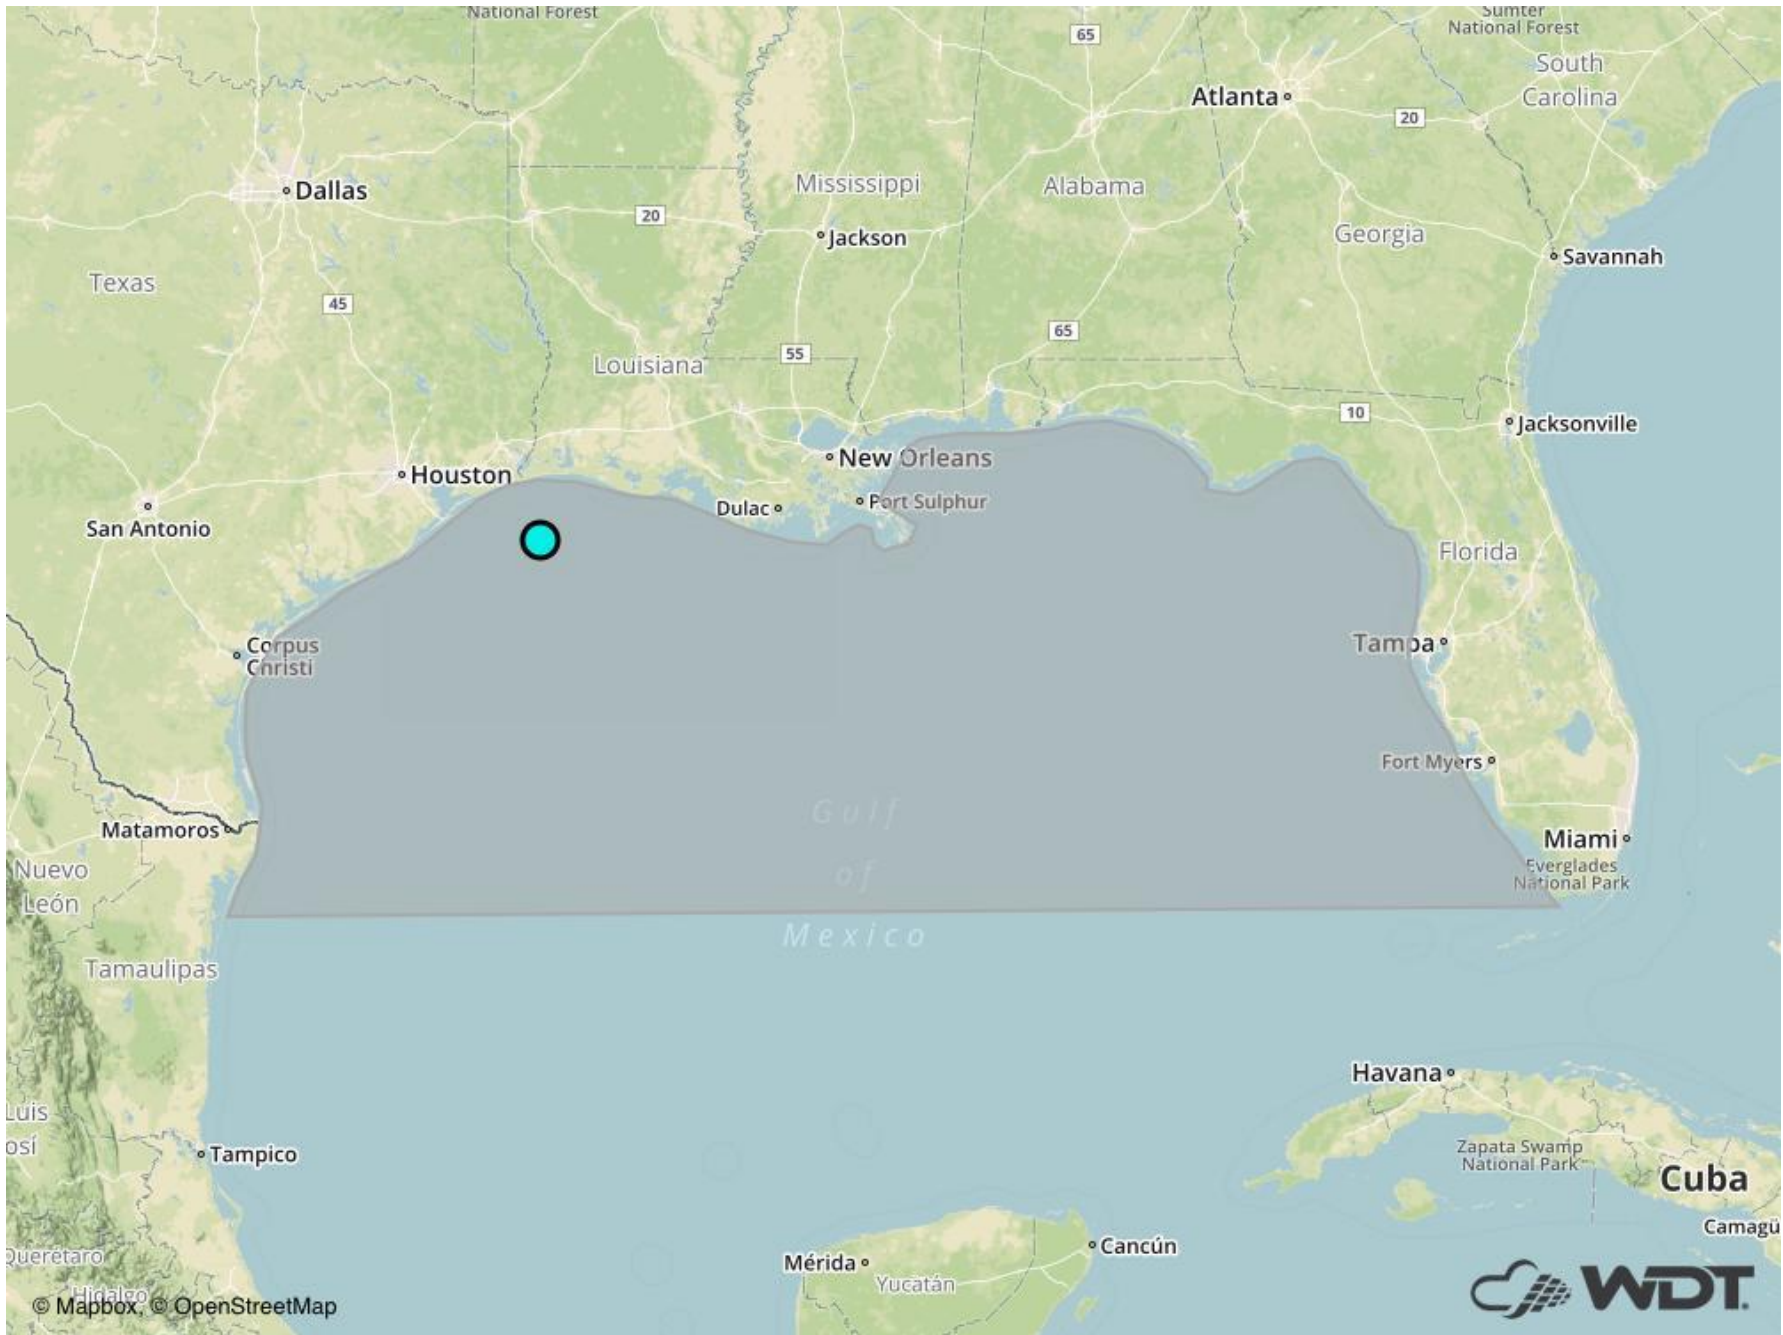 National Forest
Sumter
National Forest
65
South
Carolina
Atlanta
20
Dallas
Mississippi
Alabama
20
Jackson
Georgia
Savannah
Texas
45
65
55
Louisiana
10
Jacksonville
New Orleans
Houston
Port Sulphur
Dulac
San Antonio
Florida
Corpus
Christi
Tampa
Fort Myers
Gulf
of
Mexico
Matamoros
Miami
Everglades
National Park
Nuevo
León
Tamaulipas
Havana
Luis
osí
Tampico
Zapata Swamp
National Park
Cuba
Camagü
Cancún
Querétaro
Mérida
Yucatán
Hidalgo
© Mapbox, © OpenStreetMap
WDT